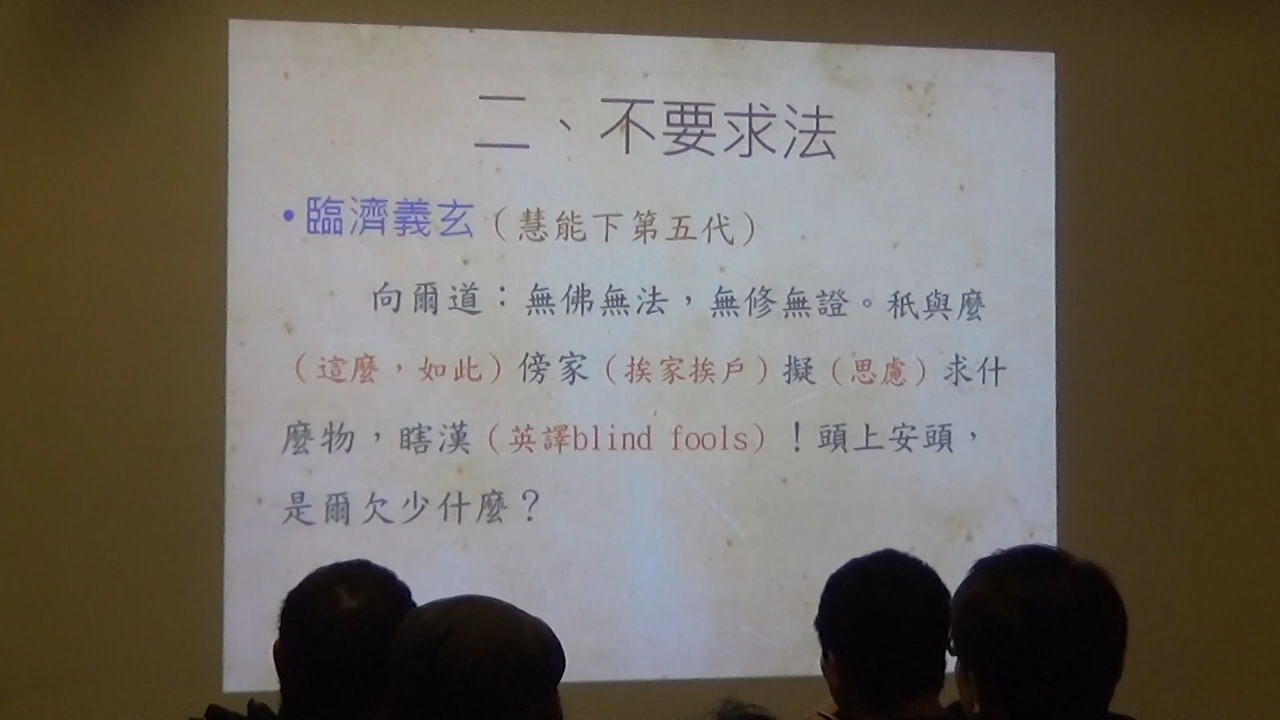 二、不要求法
•臨濟義玄（慧能下第五代）
向爾道：無佛無法，無修無證。秖與麼
（這麼，如此）傍家（挨家挨戶）擬（思慮）求什
麼物，瞎漢（英譯blind fools）！頭上安頭，
是爾欠少什麼？